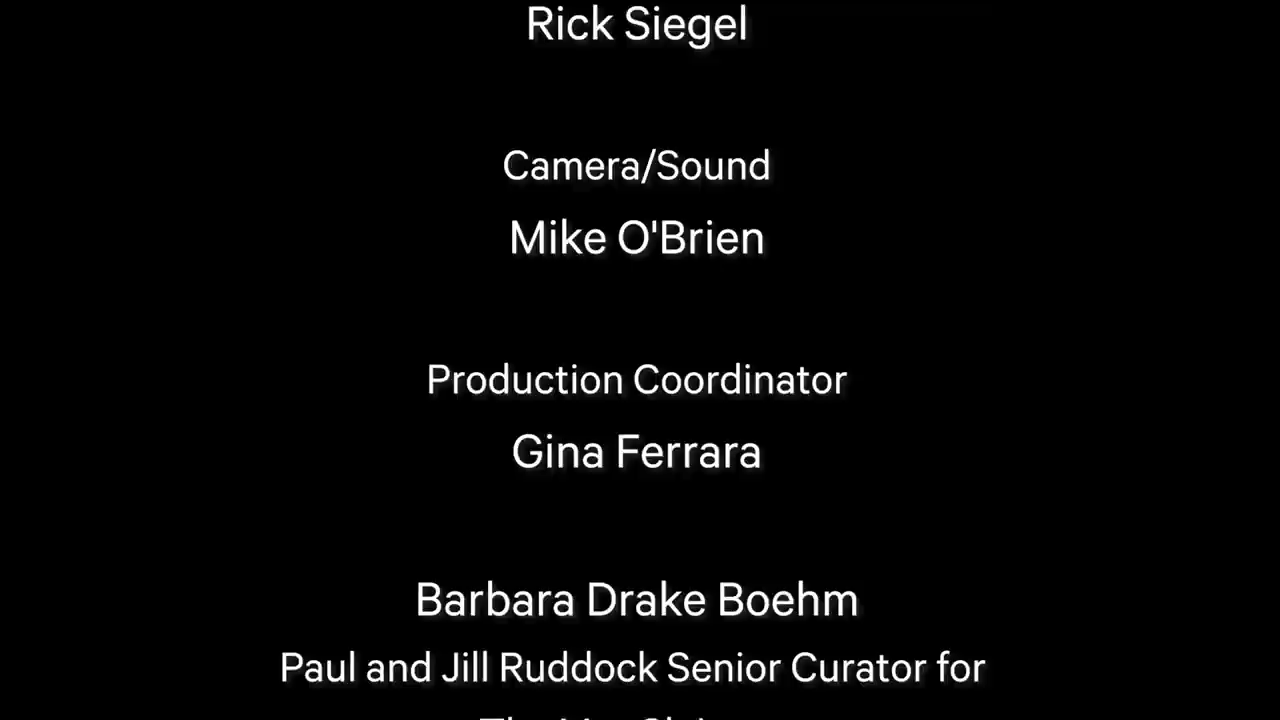 Rick Siegel
Camera/Sound
Mike O'Brien
Production Coordinator
Gina Ferrara
Barbara Drake Boehm
Paul and Jill Ruddock Senior Curator for